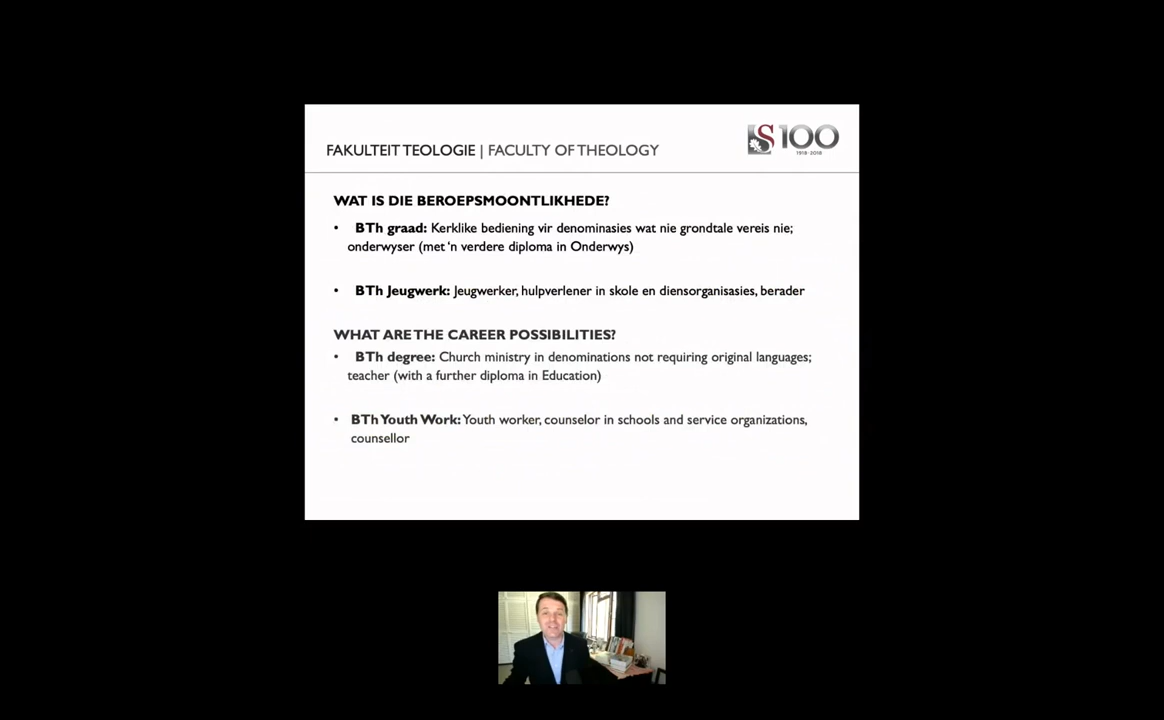 FAKULTEIT TEOLOGIE | FACULTY OF THEOLOGY
S 100
1918·2018
WAT IS DIE BEROEPSMOONTLIKHEDE?
• BTh graad: Kerklike bediening vir denominasies wat nie grondtale vereis nie;
onderwyser (met 'n verdere diploma in Onderwys)
• BTh Jeugwerk: Jeugwerker, hulpverlener in skole en diensorganisasies, berader
WHAT ARE THE CAREER POSSIBILITIES?
• BTh degree: Church ministry in denominations not requiring original languages;
teacher (with a further diploma in Education)
• BTh Youth Work: Youth worker, counselor in schools and service organizations,
counsellor